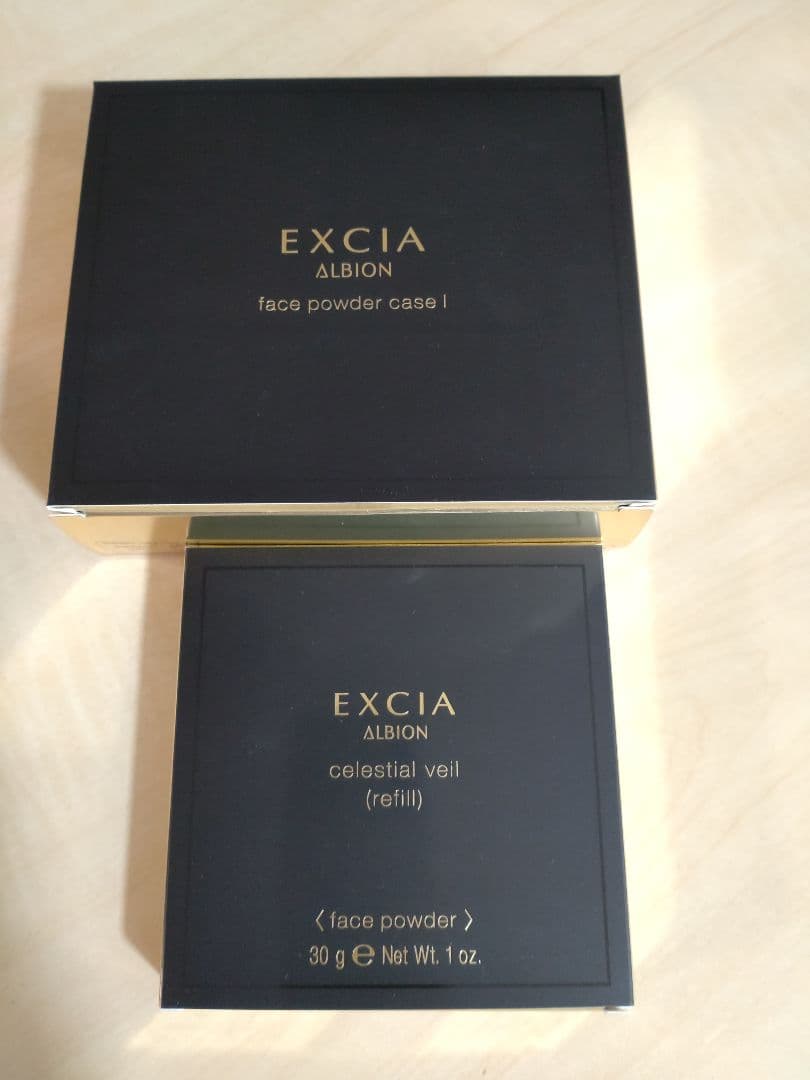 EXCIA
ALBION
face powder case I
EXCIA
ALBION
celestial veil
(refill)
〈face powder〉
30 g ℮ Net Wt. 1 oz.